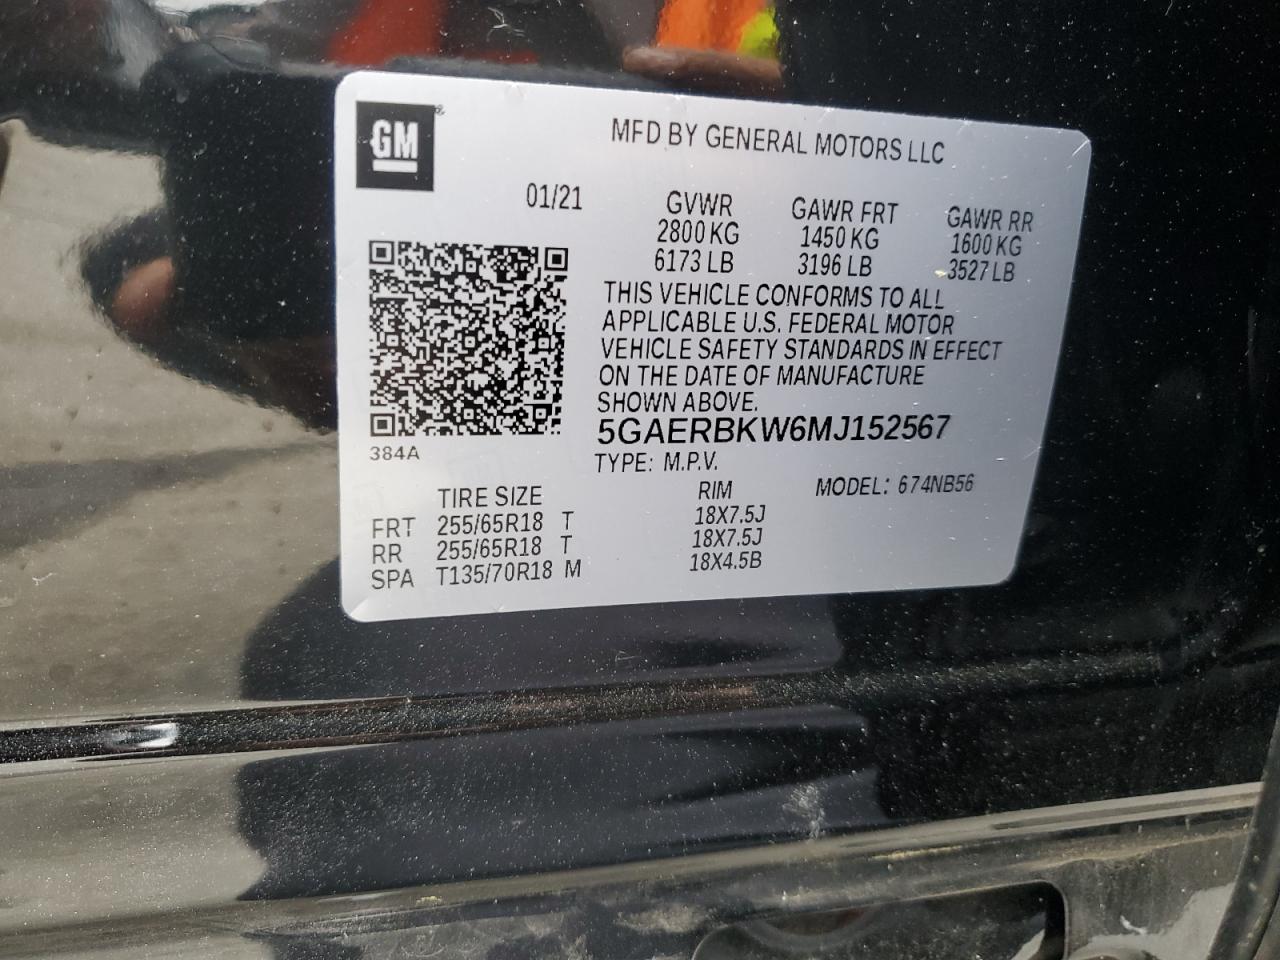 GM
MFD BY GENERAL MOTORS LLC
01/21
GVWR GAWR FRT GAWR RR
2800 KG 1450 KG 1600 KG
6173 LB 3196 LB 3527 LB
THIS VEHICLE CONFORMS TO ALL
APPLICABLE U.S. FEDERAL MOTOR
VEHICLE SAFETY STANDARDS IN EFFECT
ON THE DATE OF MANUFACTURE
SHOWN ABOVE.
5GAERBKW6MJ152567
384A
TYPE: M.P.V.
MODEL: 674NB56
TIRE SIZE RIM
FRT 255/65R18 T 18X7.5J
RR 255/65R18 T 18X7.5J
SPA T135/70R18 M 18X4.5B